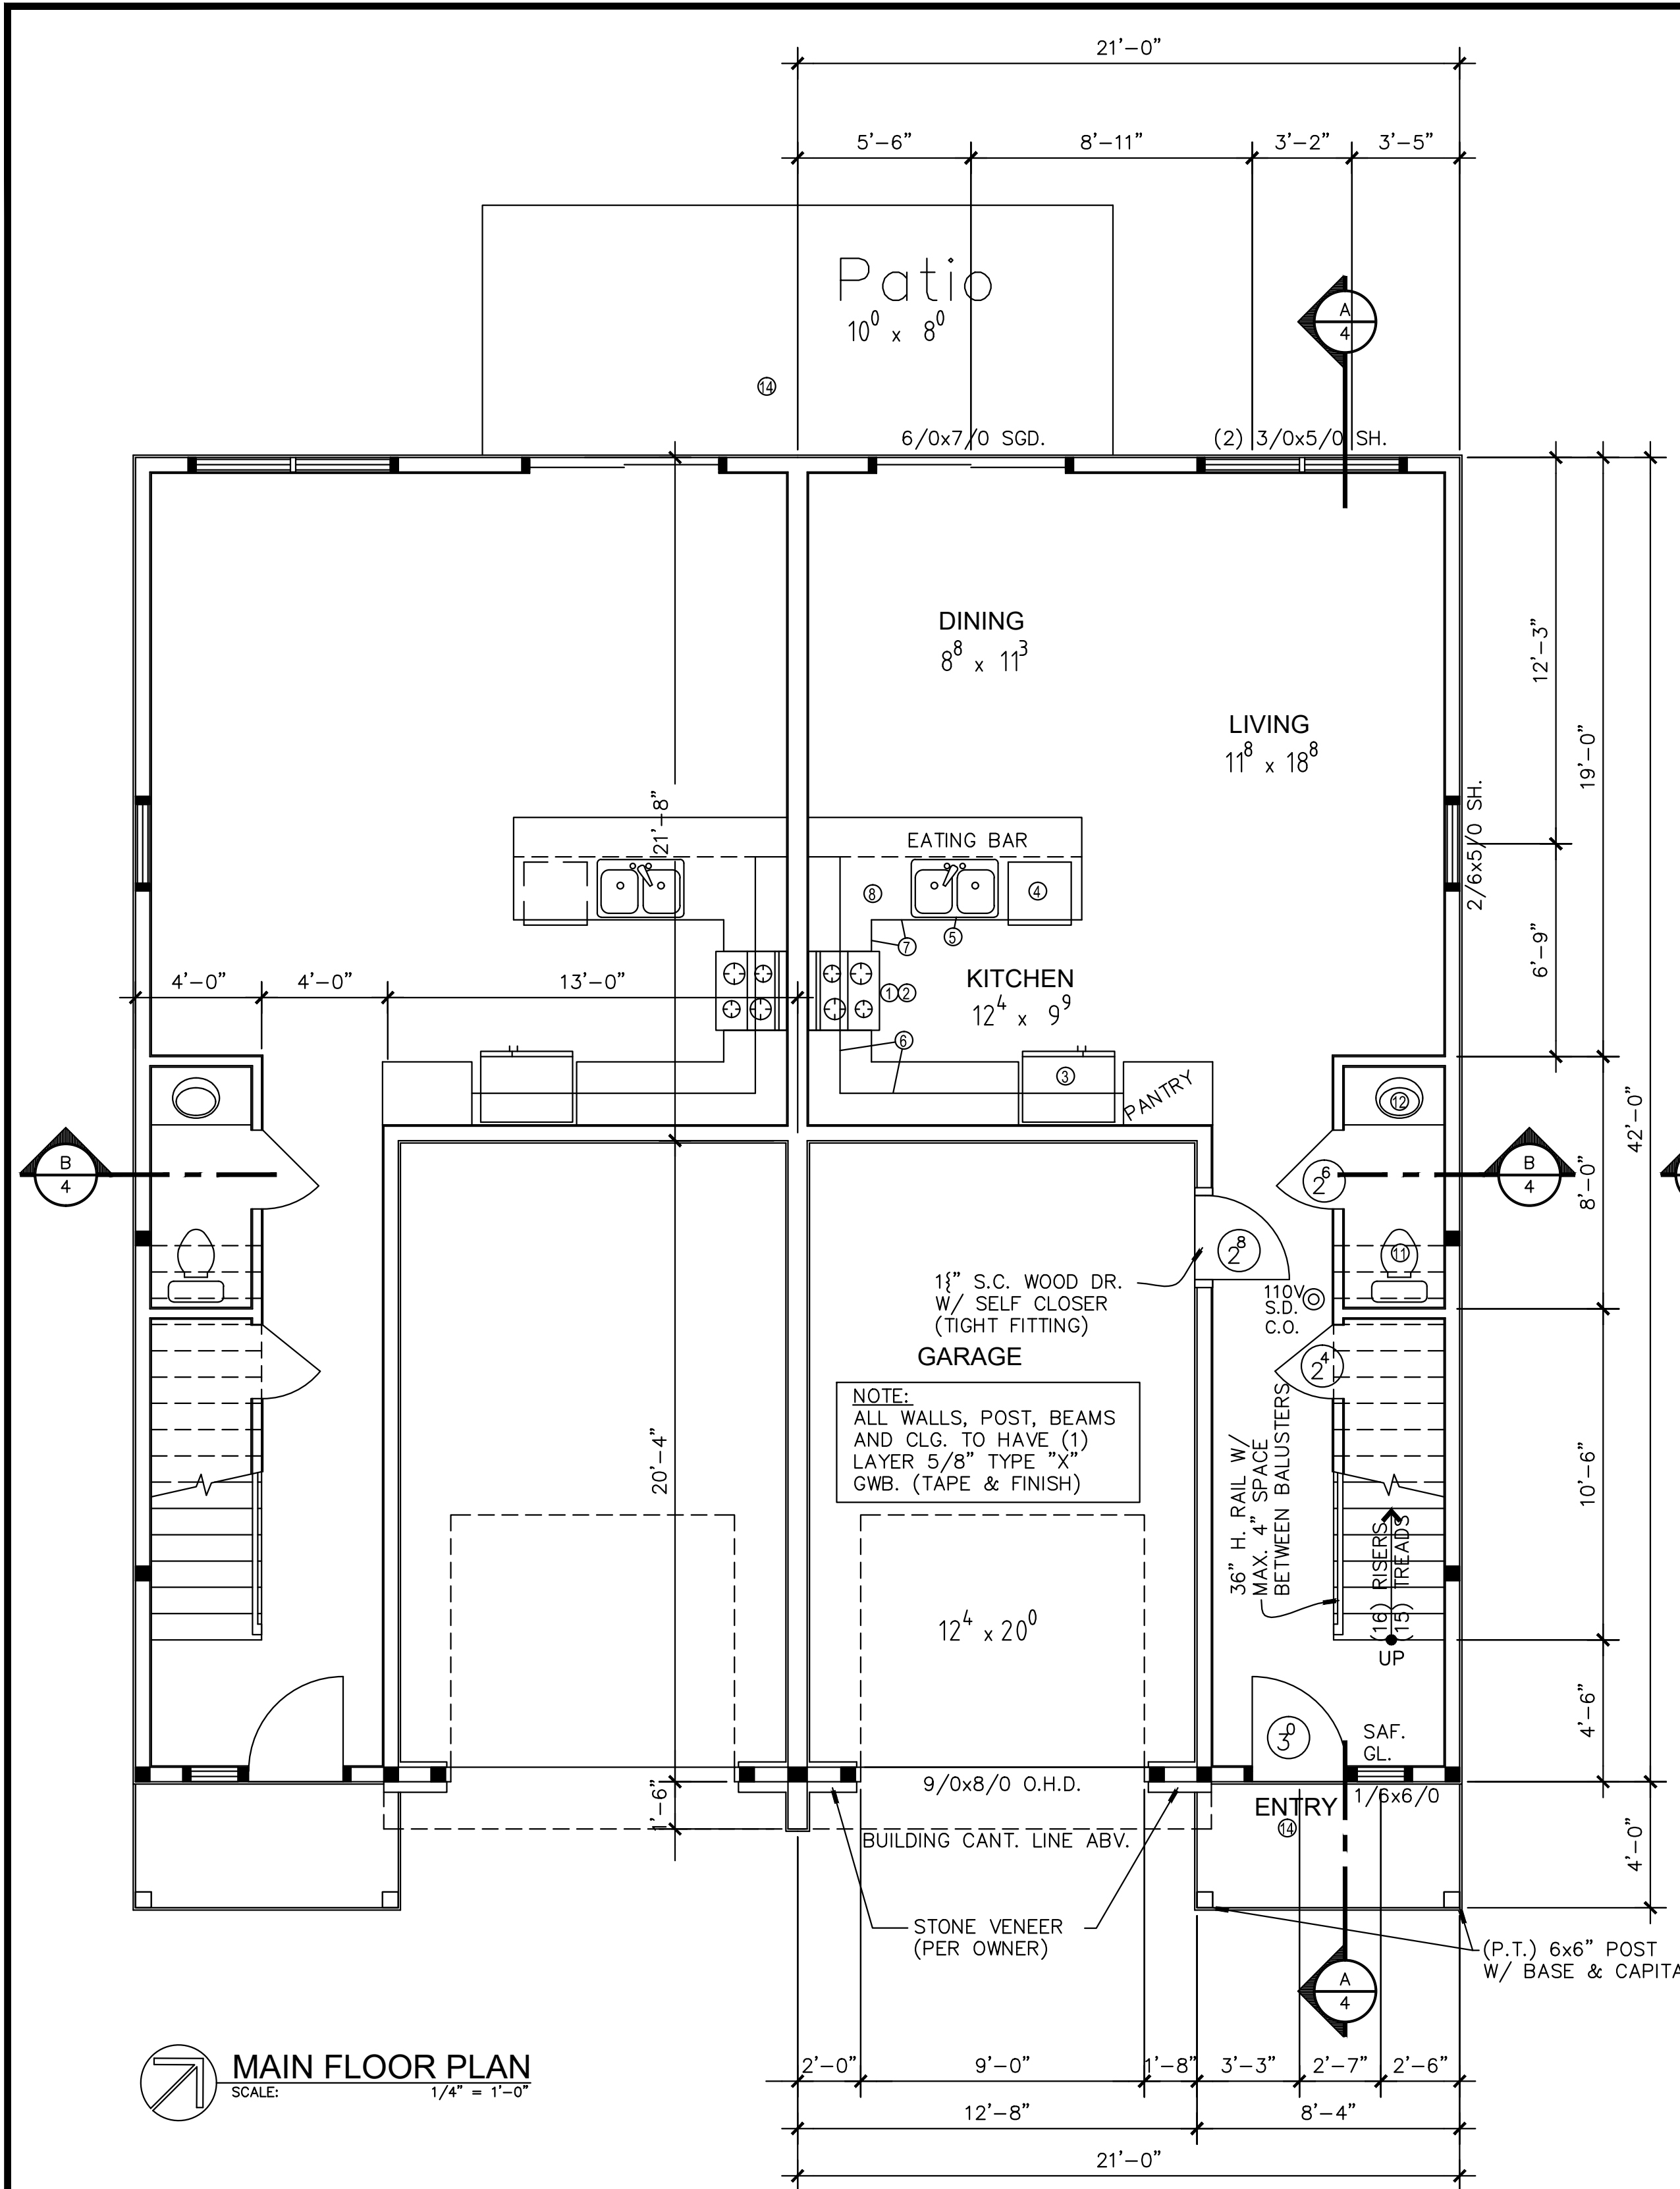 21'-0"
5'-6" 8'-11" 3'-2" 3'-5"
Patio
10⁰ x 8⁰
A
4
14
6/0x7/0 SGD. (2) 3/0x5/0 SH.
DINING
8⁸ x 11³
12'-3"
LIVING
11⁸ x 18⁸
19'-0"
21'-8"
2/6x5/0 SH.
EATING BAR
8
4
7
5
6'-9"
4'-0" 4'-0" 13'-0"
KITCHEN
12⁴ x 9⁹
1 2
6
3
PANTRY
12
42'-0"
B
4
2⁶
B
4
8'-0"
2⁸
11
1¾" S.C. WOOD DR.
W/ SELF CLOSER
(TIGHT FITTING)
110V
S.D.
C.O.
GARAGE
2⁴
NOTE:
ALL WALLS, POST, BEAMS
AND CLG. TO HAVE (1)
LAYER 5/8" TYPE "X"
GWB. (TAPE & FINISH)
20'-4"
36" H. RAIL W/
MAX. 4" SPACE
BETWEEN BALUSTERS
10'-6"
(16) RISERS
(15) TREADS
UP
12⁴ x 20⁰
4'-6"
3⁰
SAF.
GL.
1'-6"
9/0x8/0 O.H.D.
1/6x6/0
ENTRY
14
BUILDING CANT. LINE ABV.
4'-0"
STONE VENEER
(PER OWNER)
(P.T.) 6x6" POST
W/ BASE & CAPITA
A
4
MAIN FLOOR PLAN
SCALE: 1/4" = 1'-0"
2'-0" 9'-0" 1'-8" 3'-3" 2'-7" 2'-6"
12'-8" 8'-4"
21'-0"